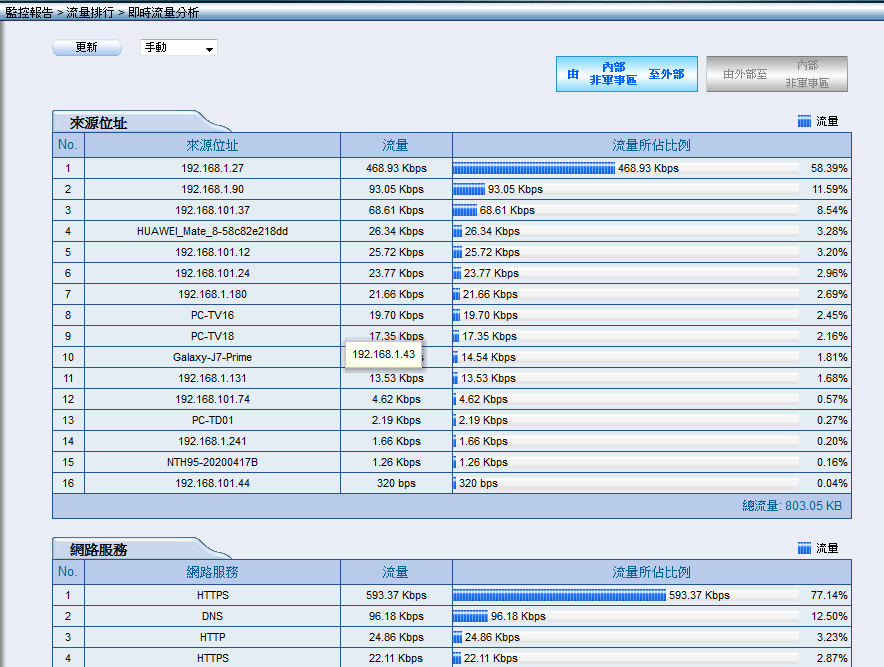 監控報告 > 流量排行 > 即時流量分析
更新 手動
由 內部 非軍事區 至外部 由外部至 內部 非軍事區
來源位址 流量
No. 來源位址 流量 流量所佔比例
1 192.168.1.27 468.93 Kbps 468.93 Kbps 58.39%
2 192.168.1.90 93.05 Kbps 93.05 Kbps 11.59%
3 192.168.101.37 68.61 Kbps 68.61 Kbps 8.54%
4 HUAWEI_Mate_8-58c82e218dd 26.34 Kbps 26.34 Kbps 3.28%
5 192.168.101.12 25.72 Kbps 25.72 Kbps 3.20%
6 192.168.101.24 23.77 Kbps 23.77 Kbps 2.96%
7 192.168.1.180 21.66 Kbps 21.66 Kbps 2.69%
8 PC-TV16 19.70 Kbps 19.70 Kbps 2.45%
9 PC-TV18 17.35 Kbps 17.35 Kbps 2.16%
10 Galaxy-J7-Prime 192.168.1.43 14.54 Kbps 1.81%
11 192.168.1.131 13.53 Kbps 13.53 Kbps 1.68%
12 192.168.101.74 4.62 Kbps 4.62 Kbps 0.57%
13 PC-TD01 2.19 Kbps 2.19 Kbps 0.27%
14 192.168.1.241 1.66 Kbps 1.66 Kbps 0.20%
15 NTH95-20200417B 1.26 Kbps 1.26 Kbps 0.16%
16 192.168.101.44 320 bps 320 bps 0.04%
總流量: 803.05 KB
網路服務 流量
No. 網路服務 流量 流量所佔比例
1 HTTPS 593.37 Kbps 593.37 Kbps 77.14%
2 DNS 96.18 Kbps 96.18 Kbps 12.50%
3 HTTP 24.86 Kbps 24.86 Kbps 3.23%
4 HTTPS 22.11 Kbps 22.11 Kbps 2.87%